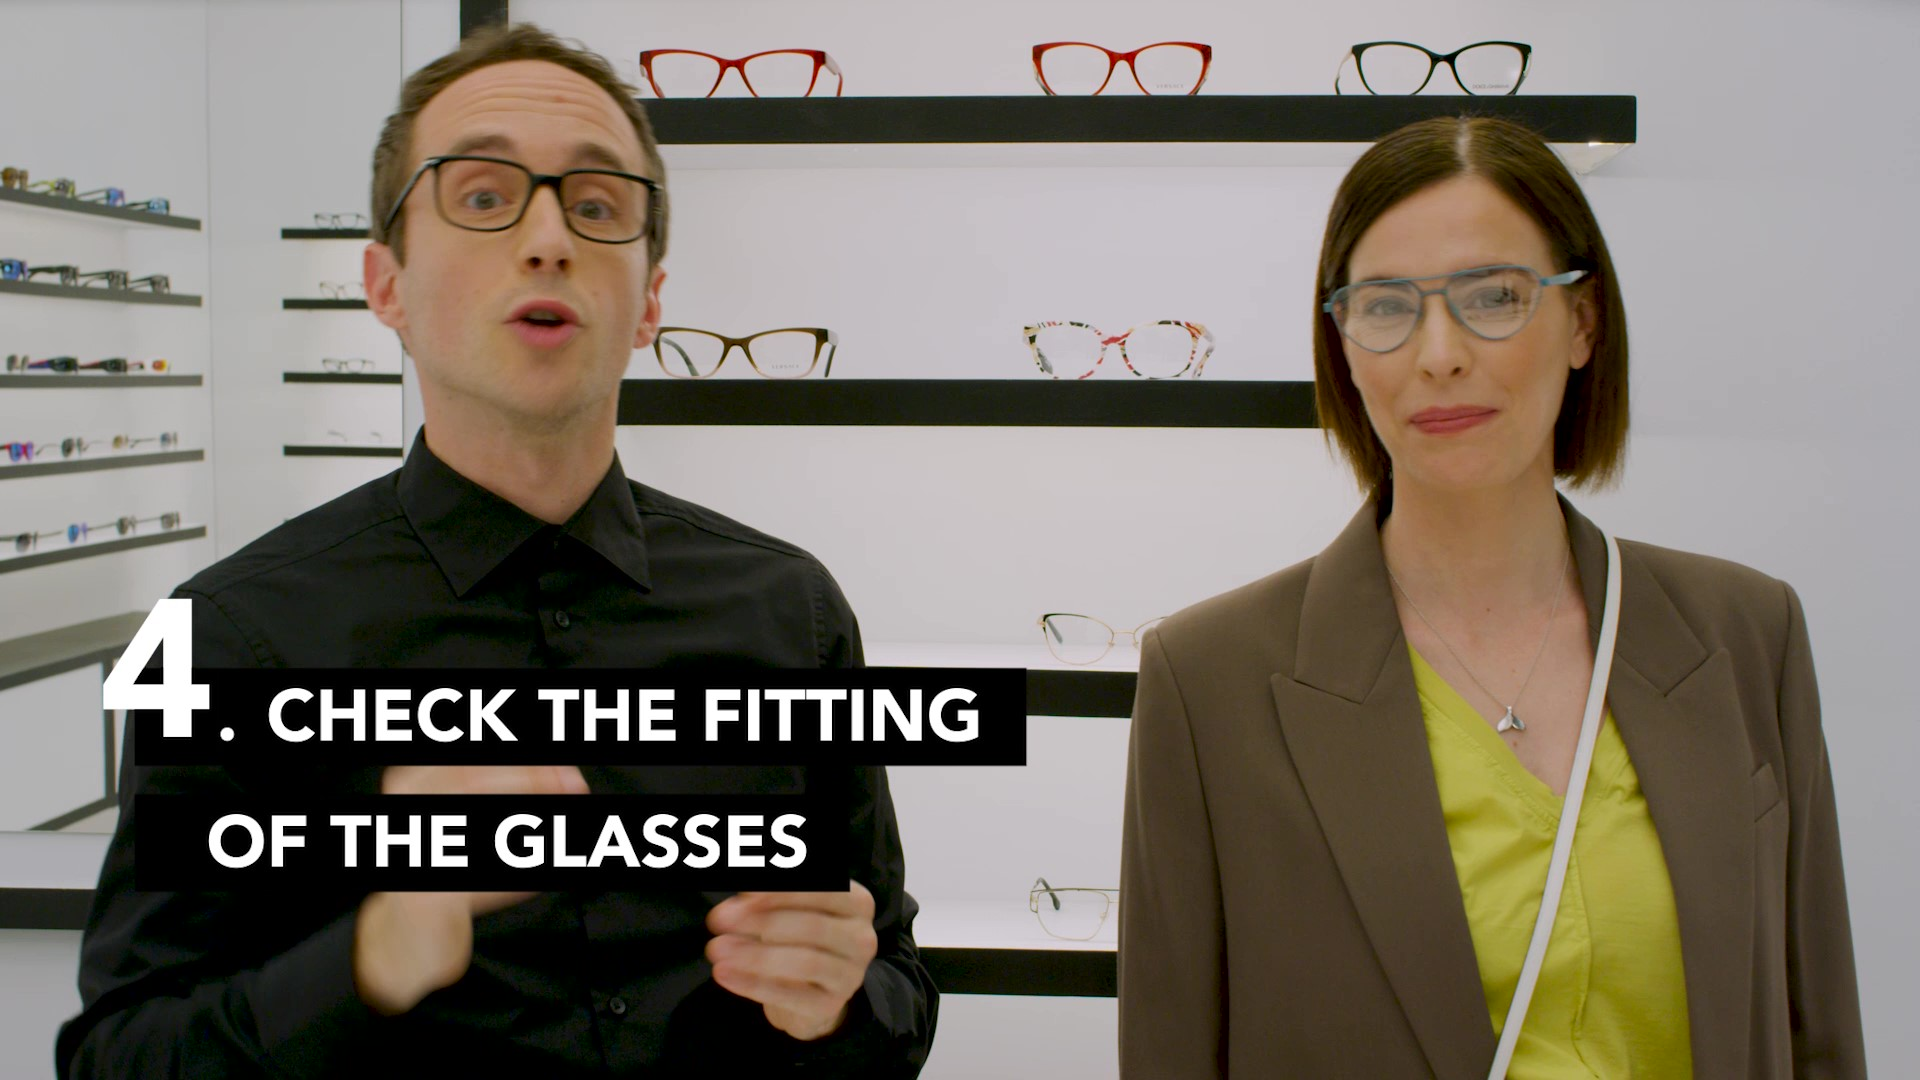 4. CHECK THE FITTING
OF THE GLASSES